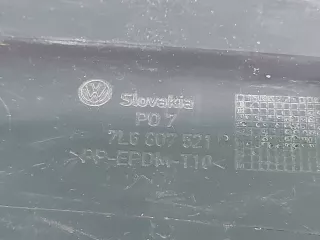 Slovakia
PO 7
7L6 807 521
>PP-EPDM-T10<